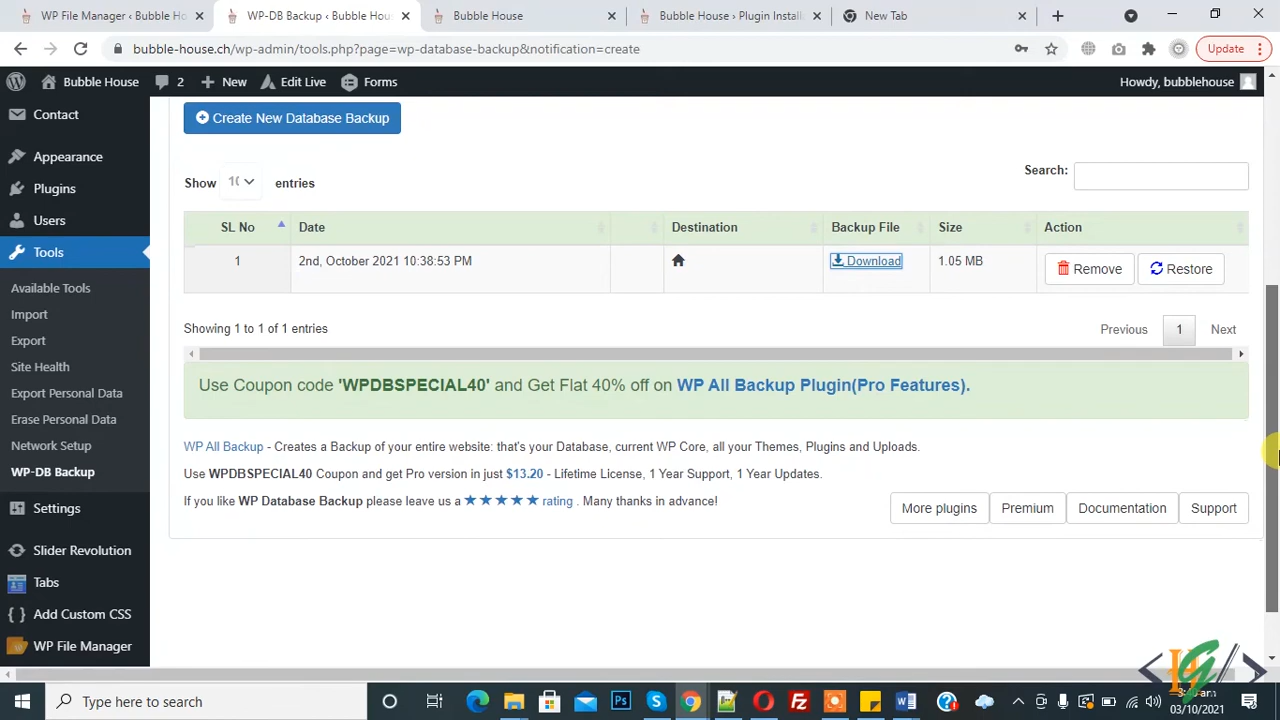 WP File Manager ‹ Bubble Ho
WP-DB Backup ‹ Bubble Hou
Bubble House
Bubble House › Plugin Install
New Tab
bubble-house.ch/wp-admin/tools.php?page=wp-database-backup&notification=create
Update
Bubble House
2
New
Edit Live
Forms
Howdy, bubblehouse
Contact
Appearance
Plugins
Users
Tools
Available Tools
Import
Export
Site Health
Export Personal Data
Erase Personal Data
Network Setup
WP-DB Backup
Settings
Slider Revolution
Tabs
Add Custom CSS
WP File Manager
Create New Database Backup
Show
entries
Search:
SL No
Date
Destination
Backup File
Size
Action
1
2nd, October 2021 10:38:53 PM
Download
1.05 MB
Remove
Restore
Showing 1 to 1 of 1 entries
Previous
1
Next
Use Coupon code 'WPDBSPECIAL40' and Get Flat 40% off on WP All Backup Plugin(Pro Features).
WP All Backup - Creates a Backup of your entire website: that's your Database, current WP Core, all your Themes, Plugins and Uploads.
Use WPDBSPECIAL40 Coupon and get Pro version in just $13.20 - Lifetime License, 1 Year Support, 1 Year Updates.
If you like WP Database Backup please leave us a ★★★★★ rating . Many thanks in advance!
More plugins
Premium
Documentation
Support
Type here to search
03/10/2021